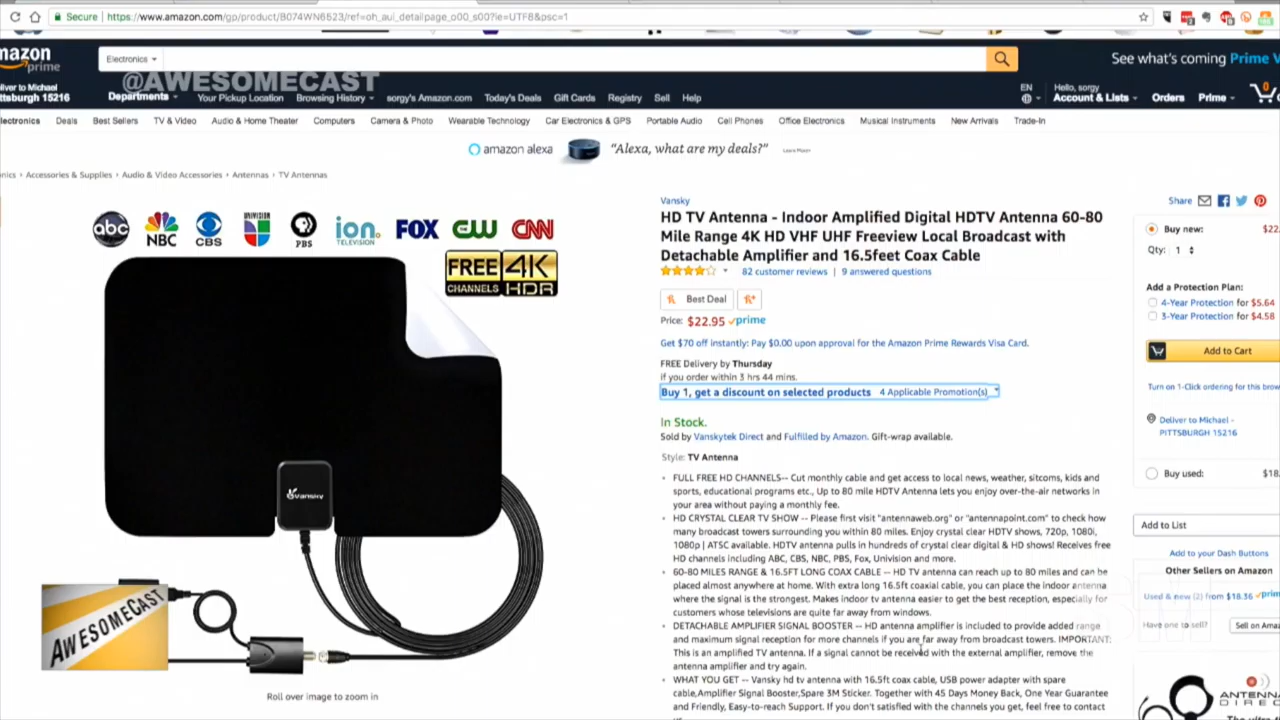 Secure https://www.amazon.com/gp/product/B074WN6623/ref=oh_aui_detailpage_o00_s00?ie=UTF8&psc=1
mazon
prime
Electronics
See what's coming Prime V
@AWESOMECAST
liver to Michael
ttsburgh 15216
Departments Your Pickup Location Browsing History sorgy's Amazon.com Today's Deals Gift Cards Registry Sell Help
EN
Hello, sorgy
Account & Lists Orders Prime 0
lectronics Deals Best Sellers TV & Video Audio & Home Theater Computers Camera & Photo Wearable Technology Car Electronics & GPS Portable Audio Cell Phones Office Electronics Musical Instruments New Arrivals Trade-In
amazon alexa "Alexa, what are my deals?" Learn More
nics › Accessories & Supplies › Audio & Video Accessories › Antennas › TV Antennas
abc NBC CBS UNIVISION PBS ion TELEVISION FOX CW CNN
FREE CHANNELS 4K HDR
Vansky
AWESOMECAST
Roll over image to zoom in
Vansky
HD TV Antenna - Indoor Amplified Digital HDTV Antenna 60-80
Mile Range 4K HD VHF UHF Freeview Local Broadcast with
Detachable Amplifier and 16.5feet Coax Cable
82 customer reviews | 9 answered questions
Best Deal
Price: $22.95 prime
Get $70 off instantly: Pay $0.00 upon approval for the Amazon Prime Rewards Visa Card.
FREE Delivery by Thursday
if you order within 3 hrs 44 mins.
Buy 1, get a discount on selected products 4 Applicable Promotion(s)
In Stock.
Sold by Vanskytek Direct and Fulfilled by Amazon. Gift-wrap available.
Style: TV Antenna
• FULL FREE HD CHANNELS-- Cut monthly cable and get access to local news, weather, sitcoms, kids and
sports, educational programs etc., Up to 80 mile HDTV Antenna lets you enjoy over-the-air networks in
your area without paying a monthly fee.
• HD CRYSTAL CLEAR TV SHOW -- Please first visit "antennaweb.org" or "antennapoint.com" to check how
many broadcast towers surrounding you within 80 miles. Enjoy crystal clear HDTV shows, 720p, 1080i,
1080p | ATSC available. HDTV antenna pulls in hundreds of crystal clear digital & HD shows! Receives free
HD channels including ABC, CBS, NBC, PBS, Fox, Univision and more.
• 60-80 MILES RANGE & 16.5FT LONG COAX CABLE -- HD TV antenna can reach up to 80 miles and can be
placed almost anywhere at home. With extra long 16.5ft coaxial cable, you can place the indoor antenna
where the signal is the strongest. Makes indoor tv antenna easier to get the best reception, especially for
customers whose televisions are quite far away from windows.
• DETACHABLE AMPLIFIER SIGNAL BOOSTER -- HD antenna amplifier is included to provide added range
and maximum signal reception for more channels if you are far away from broadcast towers. IMPORTANT:
This is an amplified TV antenna. If a signal cannot be received with the external amplifier, remove the
antenna amplifier and try again.
• WHAT YOU GET -- Vansky hd tv antenna with 16.5ft coax cable, USB power adapter with spare
cable,Amplifier Signal Booster,Spare 3M Sticker. Together with 45 Days Money Back, One Year Guarantee
and Friendly, Easy-to-reach Support. If you don't satisfied with the channels you get, feel free to contact
Share
Buy new: $22.
Qty: 1
Add a Protection Plan:
4-Year Protection for $5.64
3-Year Protection for $4.58
Add to Cart
Turn on 1-Click ordering for this brow
Deliver to Michael -
PITTSBURGH 15216
Buy used: $18.
Add to List
Add to your Dash Buttons
Other Sellers on Amazon
Used & new (2) from $18.36 prime
Have one to sell? Sell on Amaz
ANTENN
DIREC